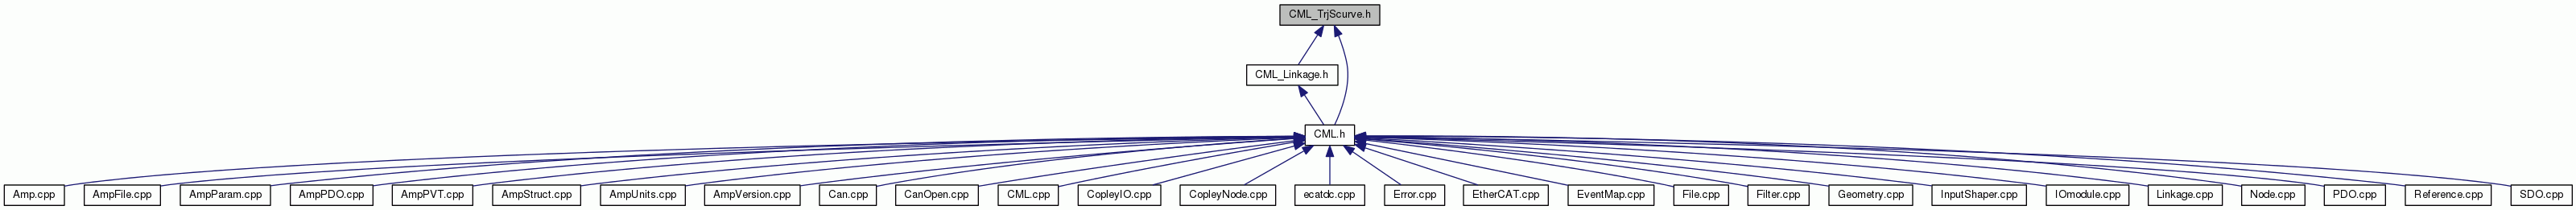 CML_TrjScurve.h
CML_Linkage.h
CML.h
Amp.cpp
AmpFile.cpp
AmpParam.cpp
AmpPDO.cpp
AmpPVT.cpp
AmpStruct.cpp
AmpUnits.cpp
AmpVersion.cpp
Can.cpp
CanOpen.cpp
CML.cpp
CopleyIO.cpp
CopleyNode.cpp
ecatdc.cpp
Error.cpp
EtherCAT.cpp
EventMap.cpp
File.cpp
Filter.cpp
Geometry.cpp
InputShaper.cpp
IOmodule.cpp
Linkage.cpp
Node.cpp
PDO.cpp
Reference.cpp
SDO.cpp